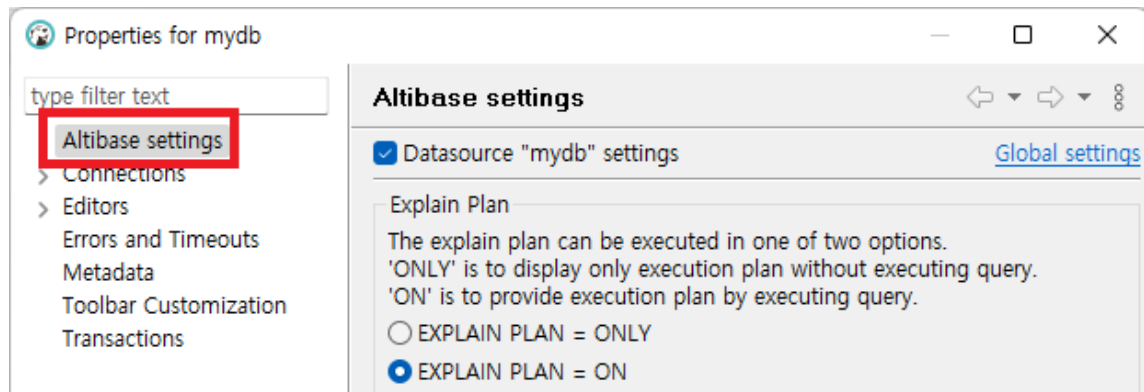 Properties for mydb
type filter text
Altibase settings
Connections
Editors
Errors and Timeouts
Metadata
Toolbar Customization
Transactions
Altibase settings
Datasource "mydb" settings
Global settings
Explain Plan
The explain plan can be executed in one of two options.
'ONLY' is to display only execution plan without executing query.
'ON' is to provide execution plan by executing query.
EXPLAIN PLAN = ONLY
EXPLAIN PLAN = ON